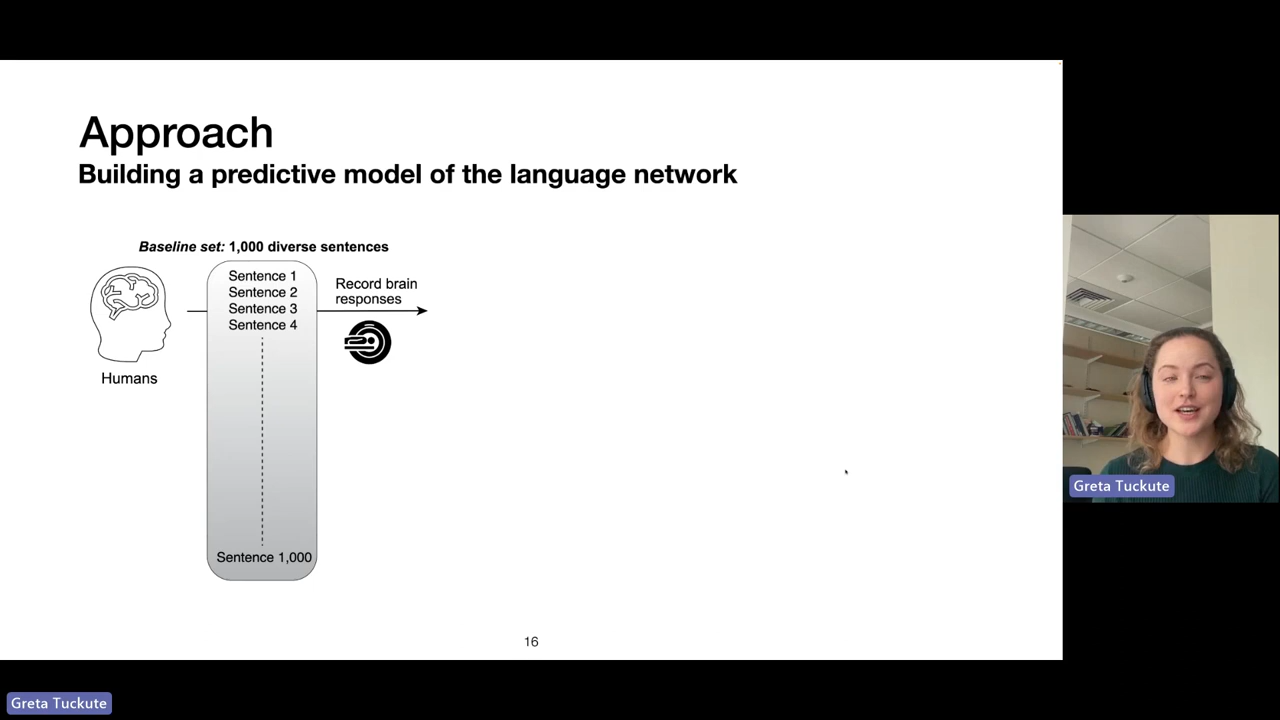 Approach
Building a predictive model of the language network
Baseline set: 1,000 diverse sentences
Sentence 1
Sentence 2
Sentence 3
Sentence 4
Sentence 1,000
Record brain
responses
Humans
16
Greta Tuckute
Greta Tuckute